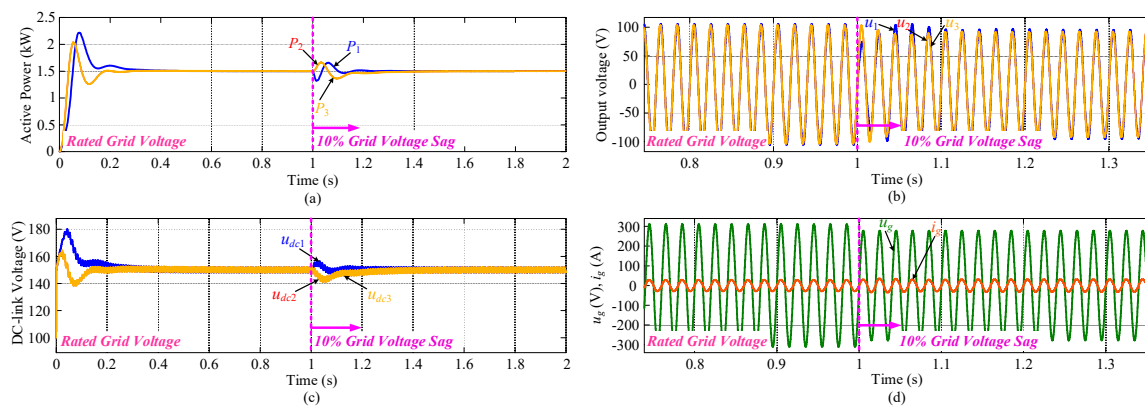 Active Power (kW)
2.5
2
1.5
1
0.5
0
P2
P1
P3
Rated Grid Voltage
10% Grid Voltage Sag
0 0.2 0.4 0.6 0.8 1.0 1.2 1.4 1.6 1.8 2
Time (s)
(a)
Output voltage (V)
100
50
0
-50
-100
u1 u2 u3
Rated Grid Voltage
10% Grid Voltage Sag
0.8 0.9 1 1.1 1.2 1.3
Time (s)
(b)
DC-link Voltage (V)
180
160
140
120
100
udc1
udc2
udc3
Rated Grid Voltage
10% Grid Voltage Sag
0 0.2 0.4 0.6 0.8 1.0 1.2 1.4 1.6 1.8 2
Time (s)
(c)
ug (V), ig (A)
300
200
100
0
-100
-200
-300
ug ig
Rated Grid Voltage
10% Grid Voltage Sag
0.8 0.9 1 1.1 1.2 1.3
Time (s)
(d)